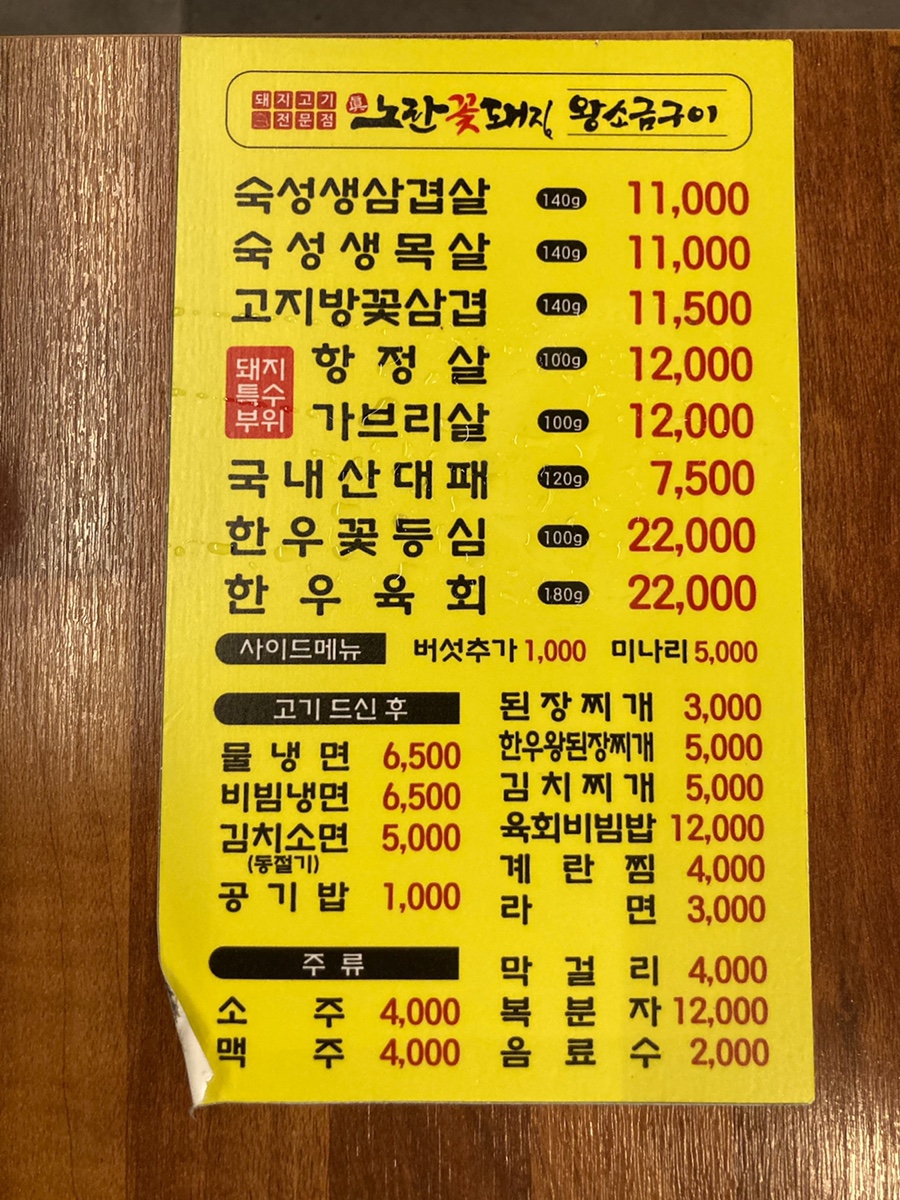 돼지고기
전문점
眞 노란꽃돼지 왕소금구이
숙성생삼겹살 140g 11,000
숙성생목살 140g 11,000
고지방꽃삼겹 140g 11,500
돼지
특수
부위
항정살 100g 12,000
가브리살 100g 12,000
국내산대패 120g 7,500
한우꽃등심 100g 22,000
한우육회 180g 22,000
사이드메뉴 버섯추가 1,000 미나리 5,000
고기 드신 후
물냉면 6,500
비빔냉면 6,500
김치소면 5,000
(동절기)
공기밥 1,000
된장찌개 3,000
한우왕된장찌개 5,000
김치찌개 5,000
육회비빔밥 12,000
계란찜 4,000
라면 3,000
주류
소주 4,000
맥주 4,000
막걸리 4,000
복분자 12,000
음료수 2,000